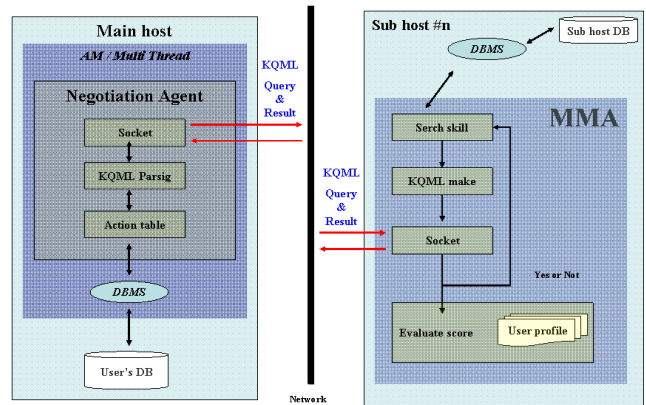 Main host
AM / Multi Thread
Negotiation Agent
Socket
KQML Parsig
Action table
DBMS
User's DB
KQML
Query
&
Result
KQML
Query
&
Result
Network
Sub host #n
DBMS
Sub host DB
MMA
Serch skill
KQML make
Socket
Yes or Not
Evaluate score
User profile